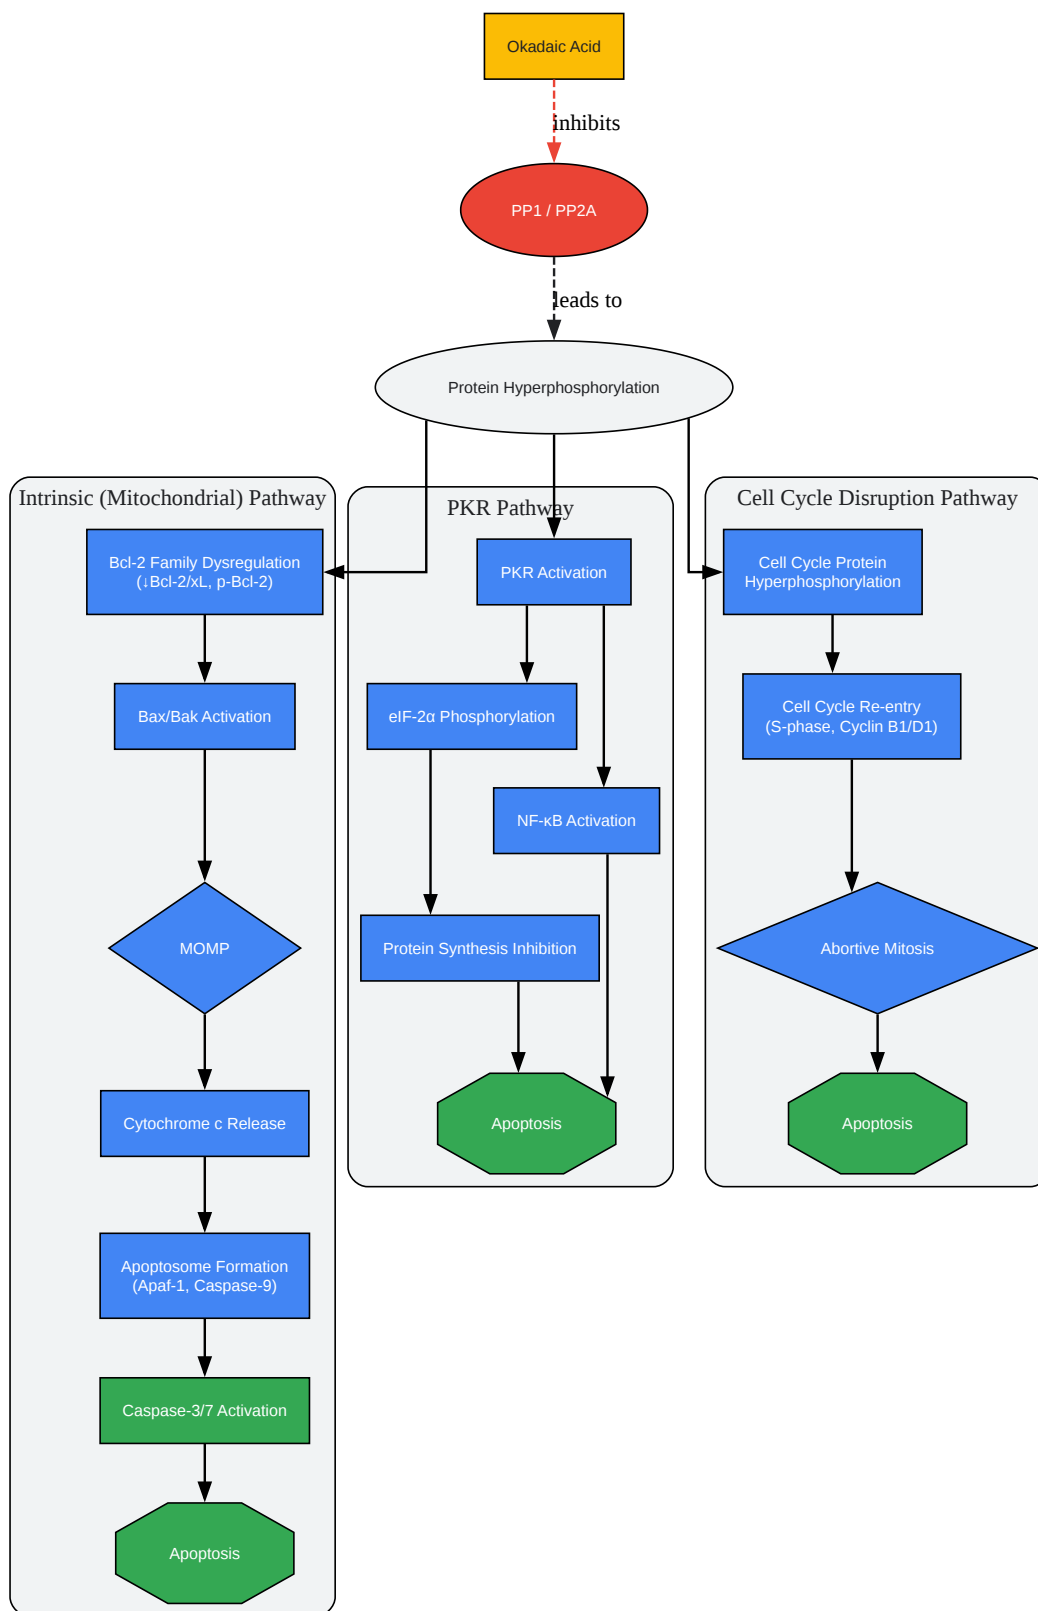 Okadaic Acid
inhibits
PP1 / PP2A
leads to
Protein Hyperphosphorylation
Intrinsic (Mitochondrial) Pathway
Bcl-2 Family Dysregulation
(↓Bcl-2/xL, p-Bcl-2)
Bax/Bak Activation
MOMP
Cytochrome c Release
Apoptosome Formation
(Apaf-1, Caspase-9)
Caspase-3/7 Activation
Apoptosis
PKR Pathway
PKR Activation
eIF-2α Phosphorylation
NF-κB Activation
Protein Synthesis Inhibition
Apoptosis
Cell Cycle Disruption Pathway
Cell Cycle Protein
Hyperphosphorylation
Cell Cycle Re-entry
(S-phase, Cyclin B1/D1)
Abortive Mitosis
Apoptosis